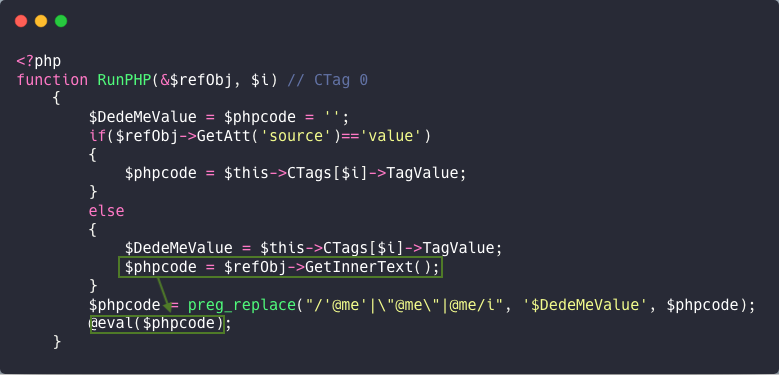 <?php
function RunPHP(&$refObj, $i) // CTag 0
    {
        $DedeMeValue = $phpcode = '';
        if($refObj->GetAtt('source')=='value')
        {
            $phpcode = $this->CTags[$i]->TagValue;
        }
        else
        {
            $DedeMeValue = $this->CTags[$i]->TagValue;
            $phpcode = $refObj->GetInnerText();
        }
        $phpcode = preg_replace("/'@me'|\"@me\"|@me/i", '$DedeMeValue', $phpcode);
        @eval($phpcode);
    }